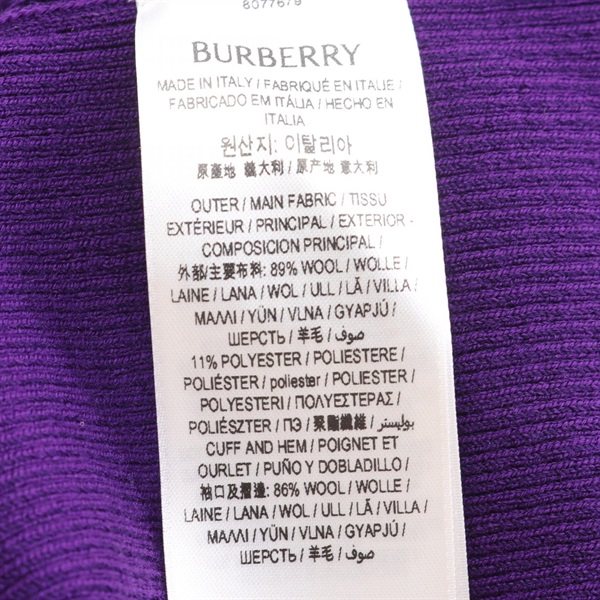 8077679
BURBERRY
MADE IN ITALY / FABRIQUÉ EN ITALIE /
FABRICADO EM ITÁLIA / HECHO EN
ITALIA
원산지: 이탈리아
原產地 義大利 / 原产地 意大利
OUTER / MAIN FABRIC / TISSU
EXTÉRIEUR / PRINCIPAL / EXTERIOR -
COMPOSICION PRINCIPAL /
外部/主要布料: 89% WOOL / WOLLE /
LAINE / LANA / WOL / ULL / LÃ / VILLA /
ΜΑΛΛΙ / YÜN / VLNA / GYAPJÚ /
ШЕРСТЬ / 羊毛 / صوف /
11% POLYESTER / POLIESTERE /
POLIÉSTER / poliester / POLIESTER /
POLYESTERI / ΠΟΛΥΕΣΤΕΡΑΣ /
POLIÉSZTER / ПЭ / 聚酯纖維 / بوليستر /
CUFF AND HEM / POIGNET ET
OURLET / PUÑO Y DOBLADILLO /
袖口及摺邊: 86% WOOL / WOLLE /
LAINE / LANA / WOL / ULL / LÃ / VILLA /
ΜΑΛΛΙ / YÜN / VLNA / GYAPJÚ /
ШЕРСТЬ / 羊毛 / صوف /